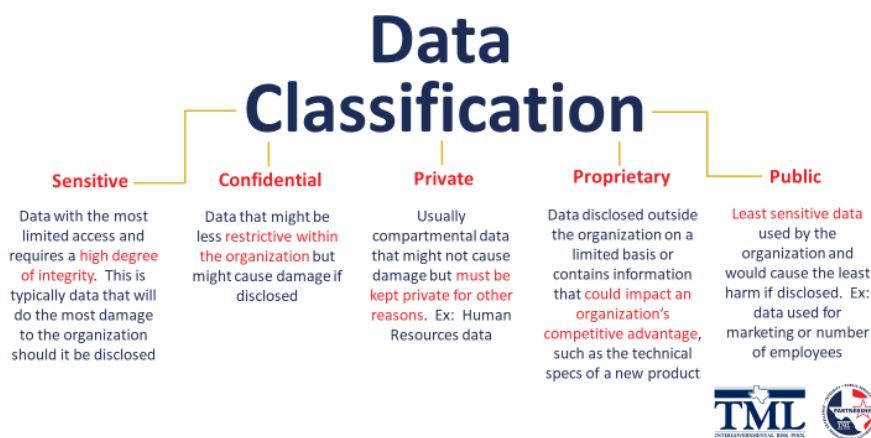 Data
Classification
Sensitive
Data with the most
limited access and
requires a high degree
of integrity. This is
typically data that will
do the most damage
to the organization
should it be disclosed
Confidential
Data that might be
less restrictive within
the organization but
might cause damage if
disclosed
Private
Usually
compartmental data
that might not cause
damage but must be
kept private for other
reasons. Ex: Human
Resources data
Proprietary
Data disclosed outside
the organization on a
limited basis or
contains information
that could impact an
organization's
competitive advantage,
such as the technical
specs of a new product
Public
Least sensitive data
used by the
organization and
would cause the least
harm if disclosed. Ex:
data used for
marketing or number
of employees
TML
INTERGOVERNMENTAL RISK POOL
PARTNERSHIP
TML